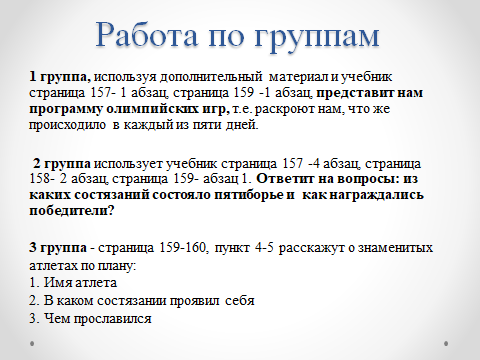 Работа по группам
1 группа, используя дополнительный материал и учебник
страница 157- 1 абзац, страница 159 -1 абзац, представит нам
программу олимпийских игр, т.е. раскроют нам, что же
происходило в каждый из пяти дней.
2 группа использует учебник страница 157 -4 абзац, страница
158- 2 абзац, страница 159- абзац 1. Ответит на вопросы: из
каких состязаний состояло пятиборье и как награждались
победители?
3 группа - страница 159-160, пункт 4-5 расскажут о знаменитых
атлетах по плану:
1. Имя атлета
2. В каком состязании проявил себя
3. Чем прославился